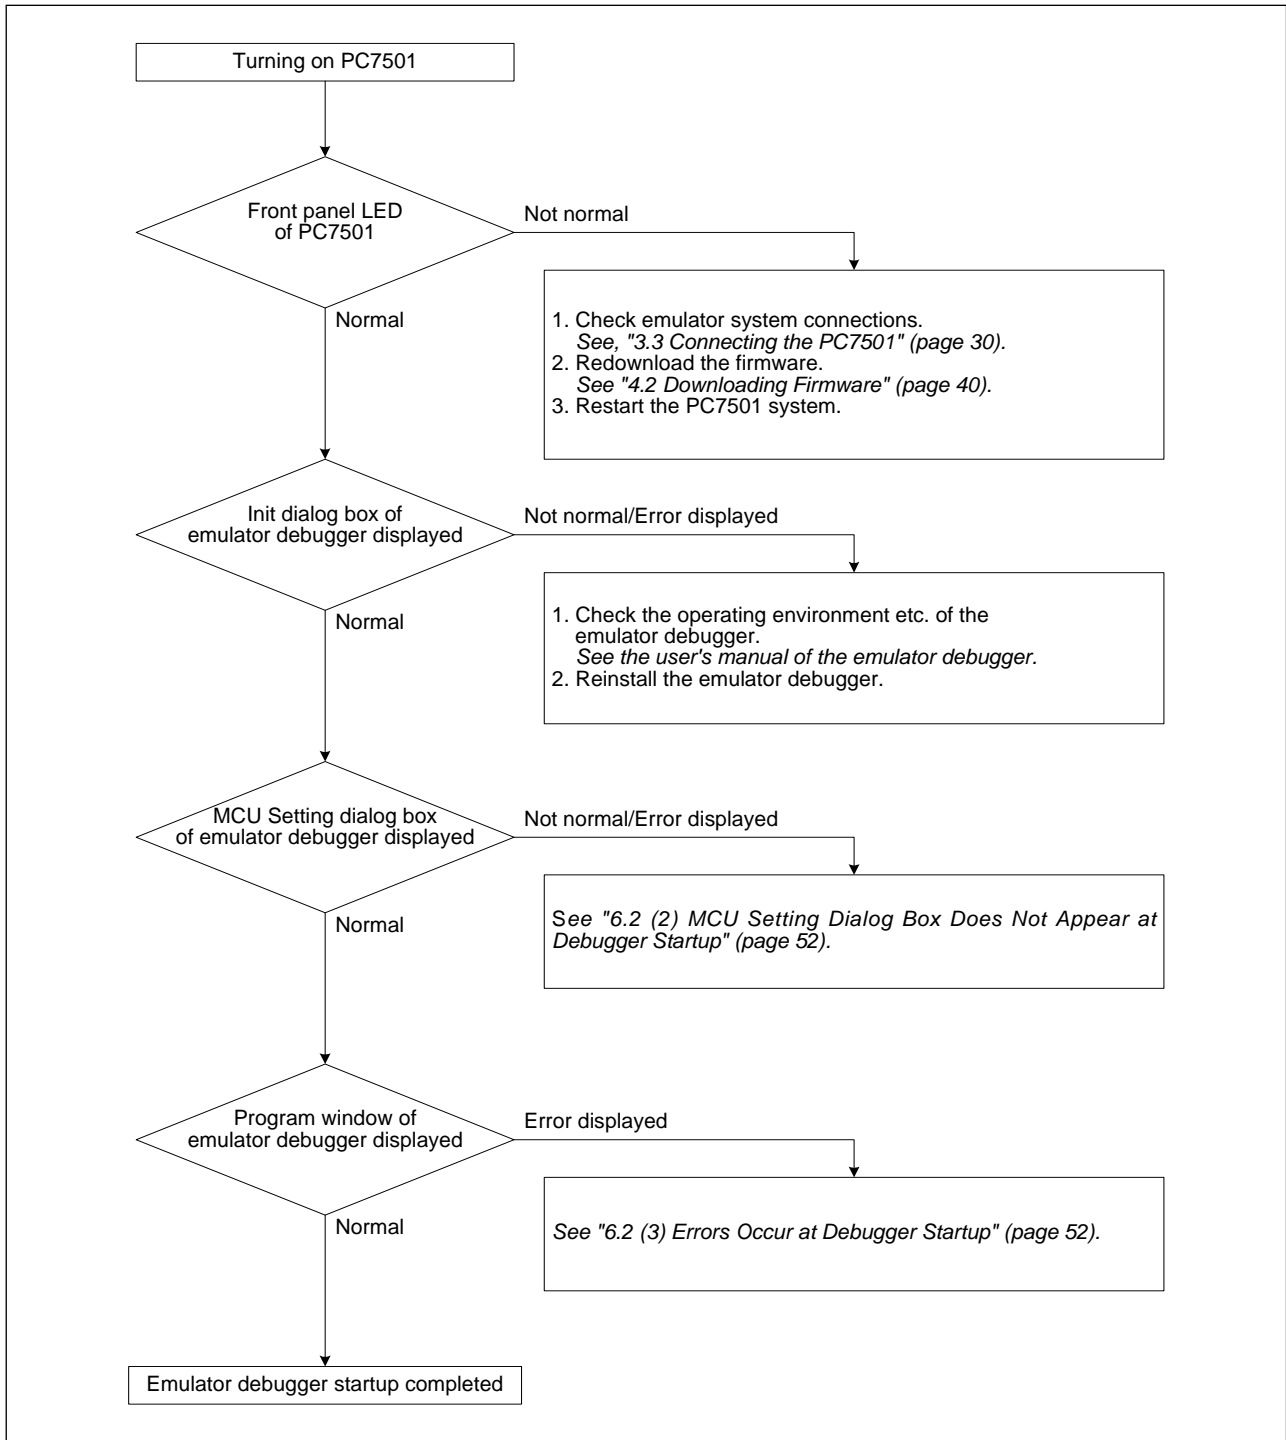 Turning on PC7501
Front panel LED
of PC7501
Not normal
Normal
1. Check emulator system connections.
See, "3.3 Connecting the PC7501" (page 30).
2. Redownload the firmware.
See "4.2 Downloading Firmware" (page 40).
3. Restart the PC7501 system.
Init dialog box of
emulator debugger displayed
Not normal/Error displayed
Normal
1. Check the operating environment etc. of the
emulator debugger.
See the user's manual of the emulator debugger.
2. Reinstall the emulator debugger.
MCU Setting dialog box
of emulator debugger displayed
Not normal/Error displayed
Normal
See "6.2 (2) MCU Setting Dialog Box Does Not Appear at
Debugger Startup" (page 52).
Program window of
emulator debugger displayed
Error displayed
Normal
See "6.2 (3) Errors Occur at Debugger Startup" (page 52).
Emulator debugger startup completed